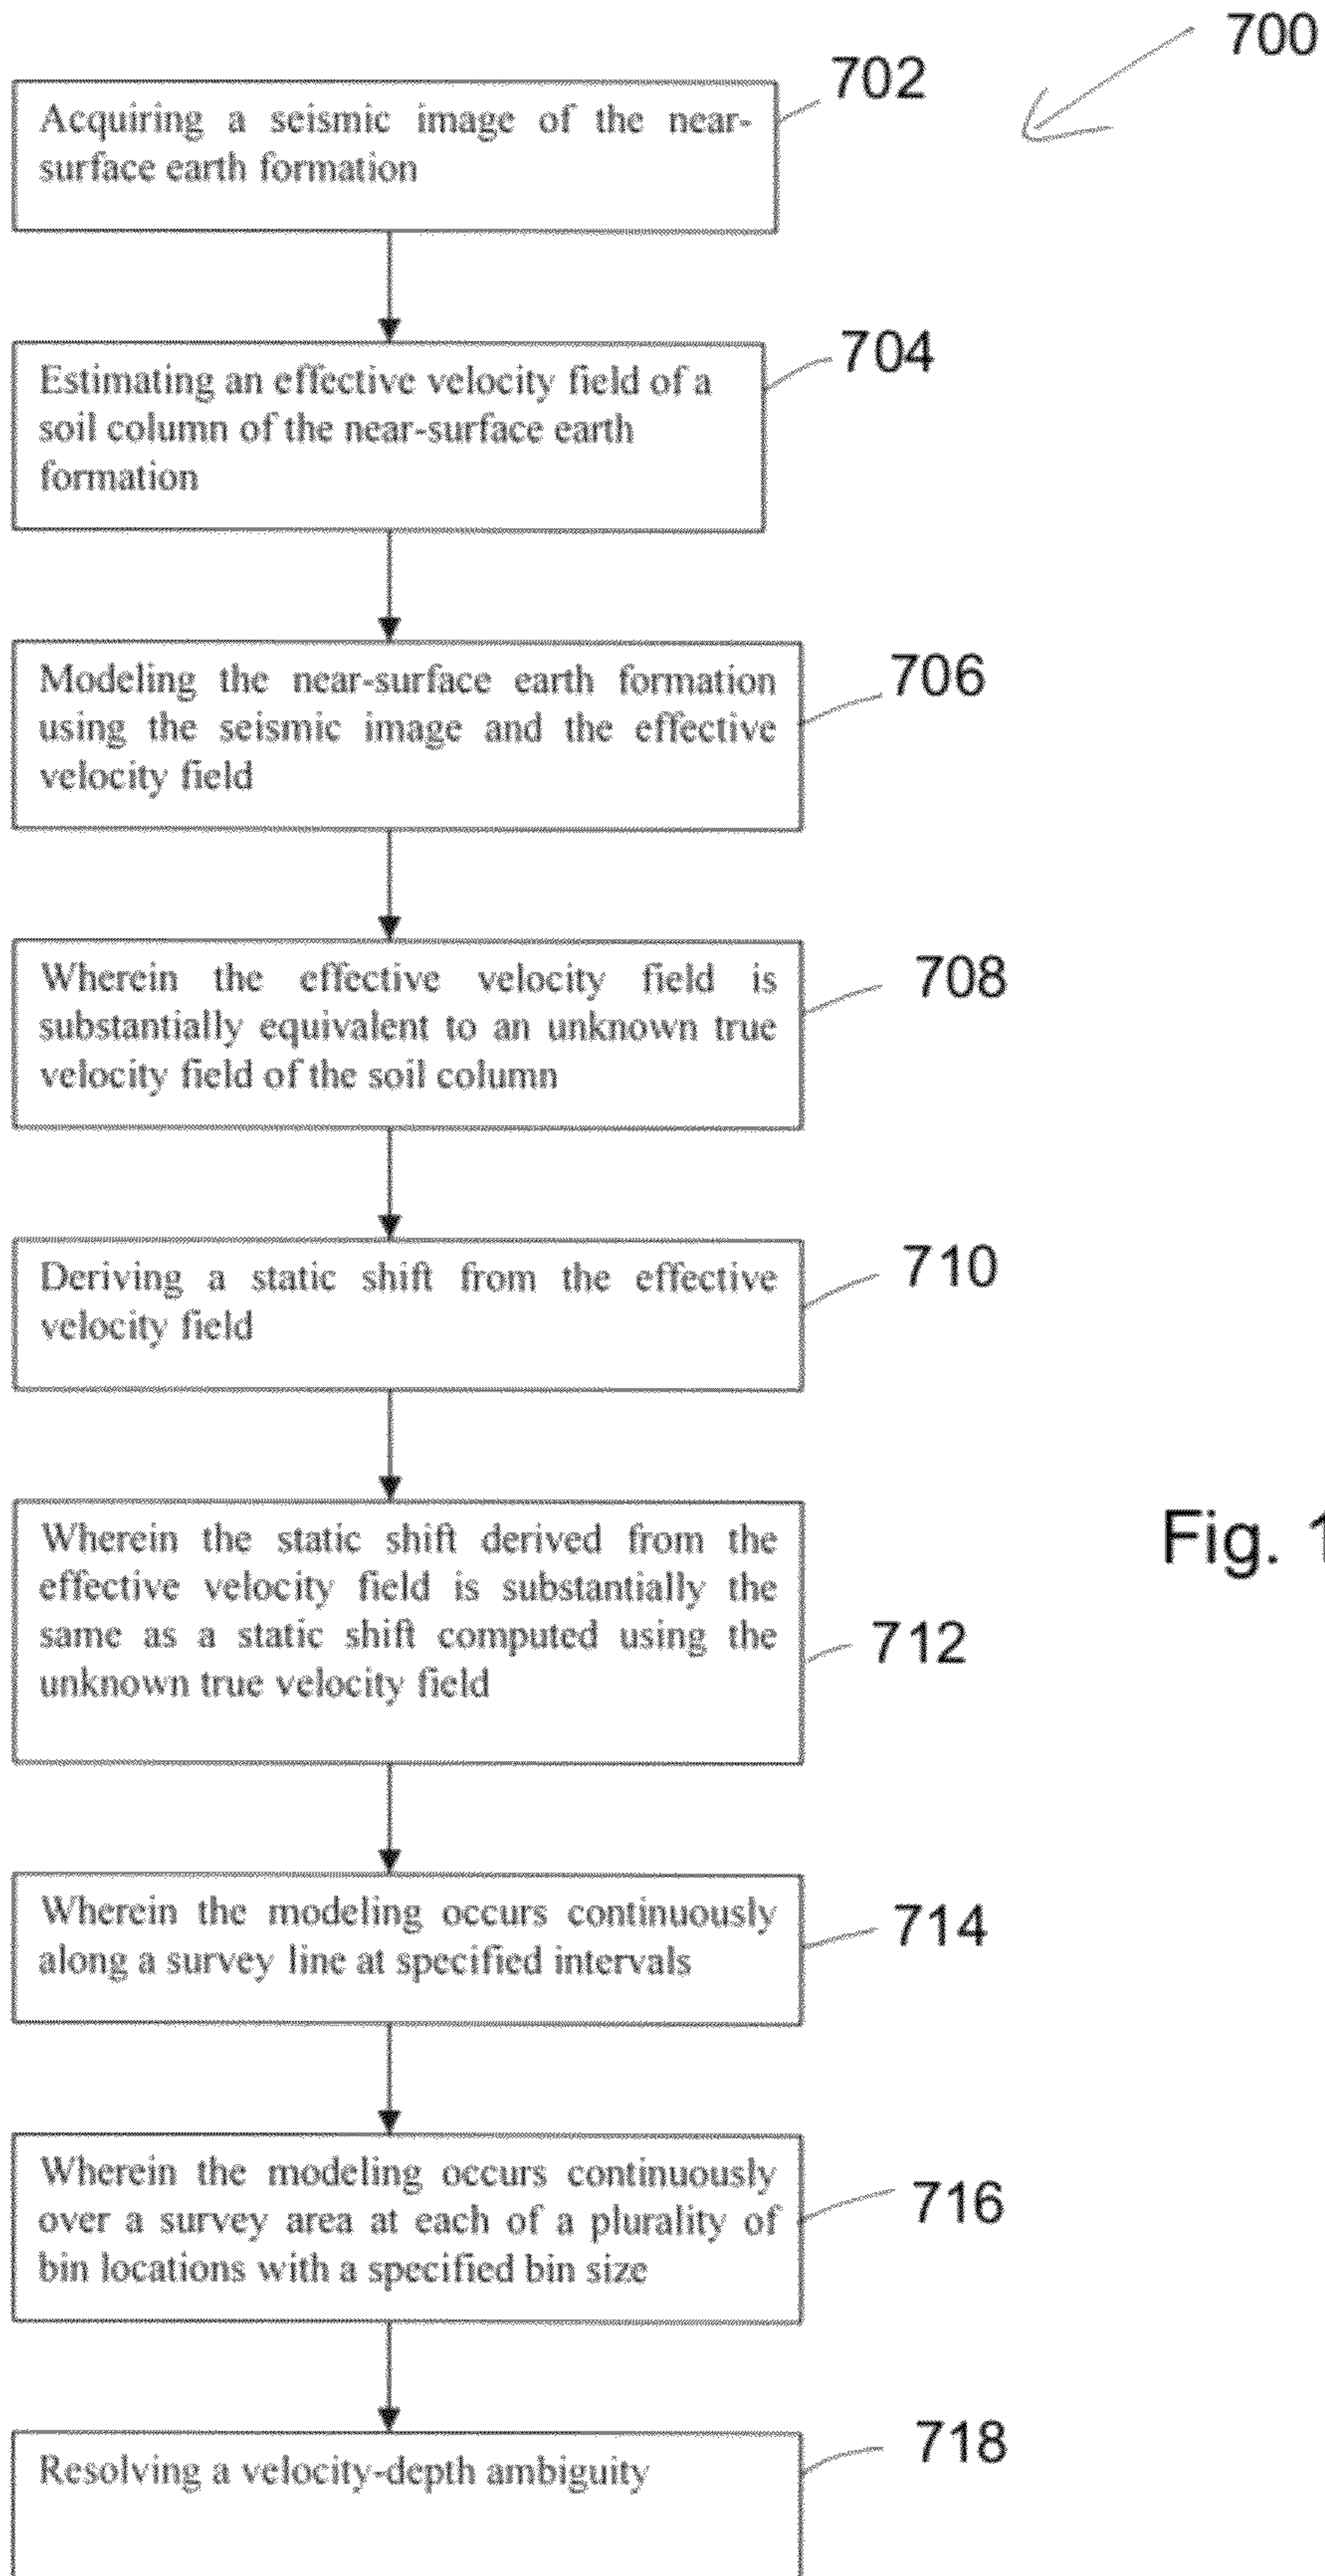 700
702
Acquiring a seismic image of the near-
surface earth formation
704
Estimating an effective velocity field of a
soil column of the near-surface earth
formation
706
Modeling the near-surface earth formation
using the seismic image and the effective
velocity field
708
Wherein the effective velocity field is
substantially equivalent to an unknown true
velocity field of the soil column
710
Deriving a static shift from the effective
velocity field
Wherein the static shift derived from the
effective velocity field is substantially the
same as a static shift computed using the
unknown true velocity field
Fig. 1
712
714
Wherein the modeling occurs continuously
along a survey line at specified intervals
716
Wherein the modeling occurs continuously
over a survey area at each of a plurality of
bin locations with a specified bin size
718
Resolving a velocity-depth ambiguity